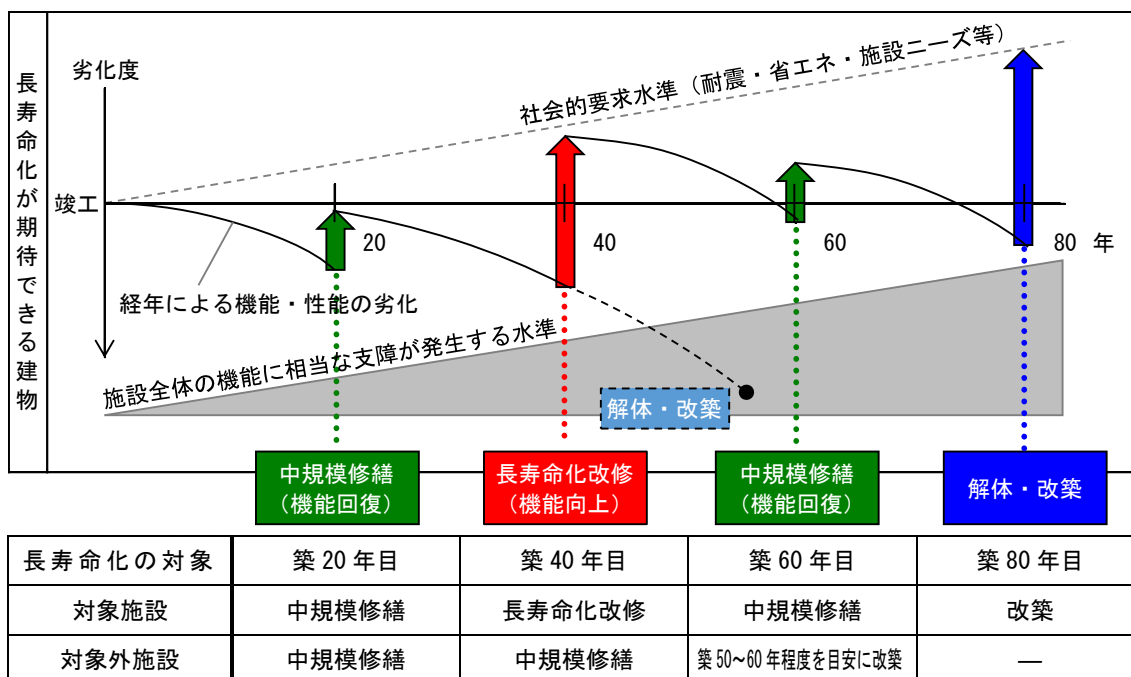 長寿命化が期待できる建物
劣化度
社会的要求水準（耐震・省エネ・施設ニーズ等）
竣工
20
40
60
80 年
経年による機能・性能の劣化
施設全体の機能に相当な支障が発生する水準
解体・改築
中規模修繕
（機能回復）
長寿命化改修
（機能向上）
中規模修繕
（機能回復）
解体・改築
長寿命化の対象 築 20 年目 築 40 年目 築 60 年目 築 80 年目
対象施設 中規模修繕 長寿命化改修 中規模修繕 改築
対象外施設 中規模修繕 中規模修繕 築 50～60 年程度を目安に改築 ―